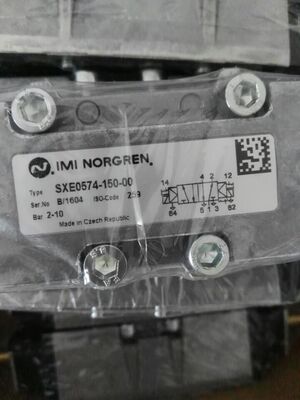 IMI NORGREN.
Type SXE0574-150-00
Ser.No B/1604 ISO-Code 259
Bar 2-10
Made in Czech Republic
14 4 2 12
84 5 1 3 82